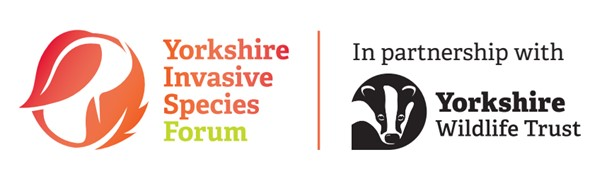 Yorkshire
Invasive
Species
Forum
In partnership with
Yorkshire
Wildlife Trust